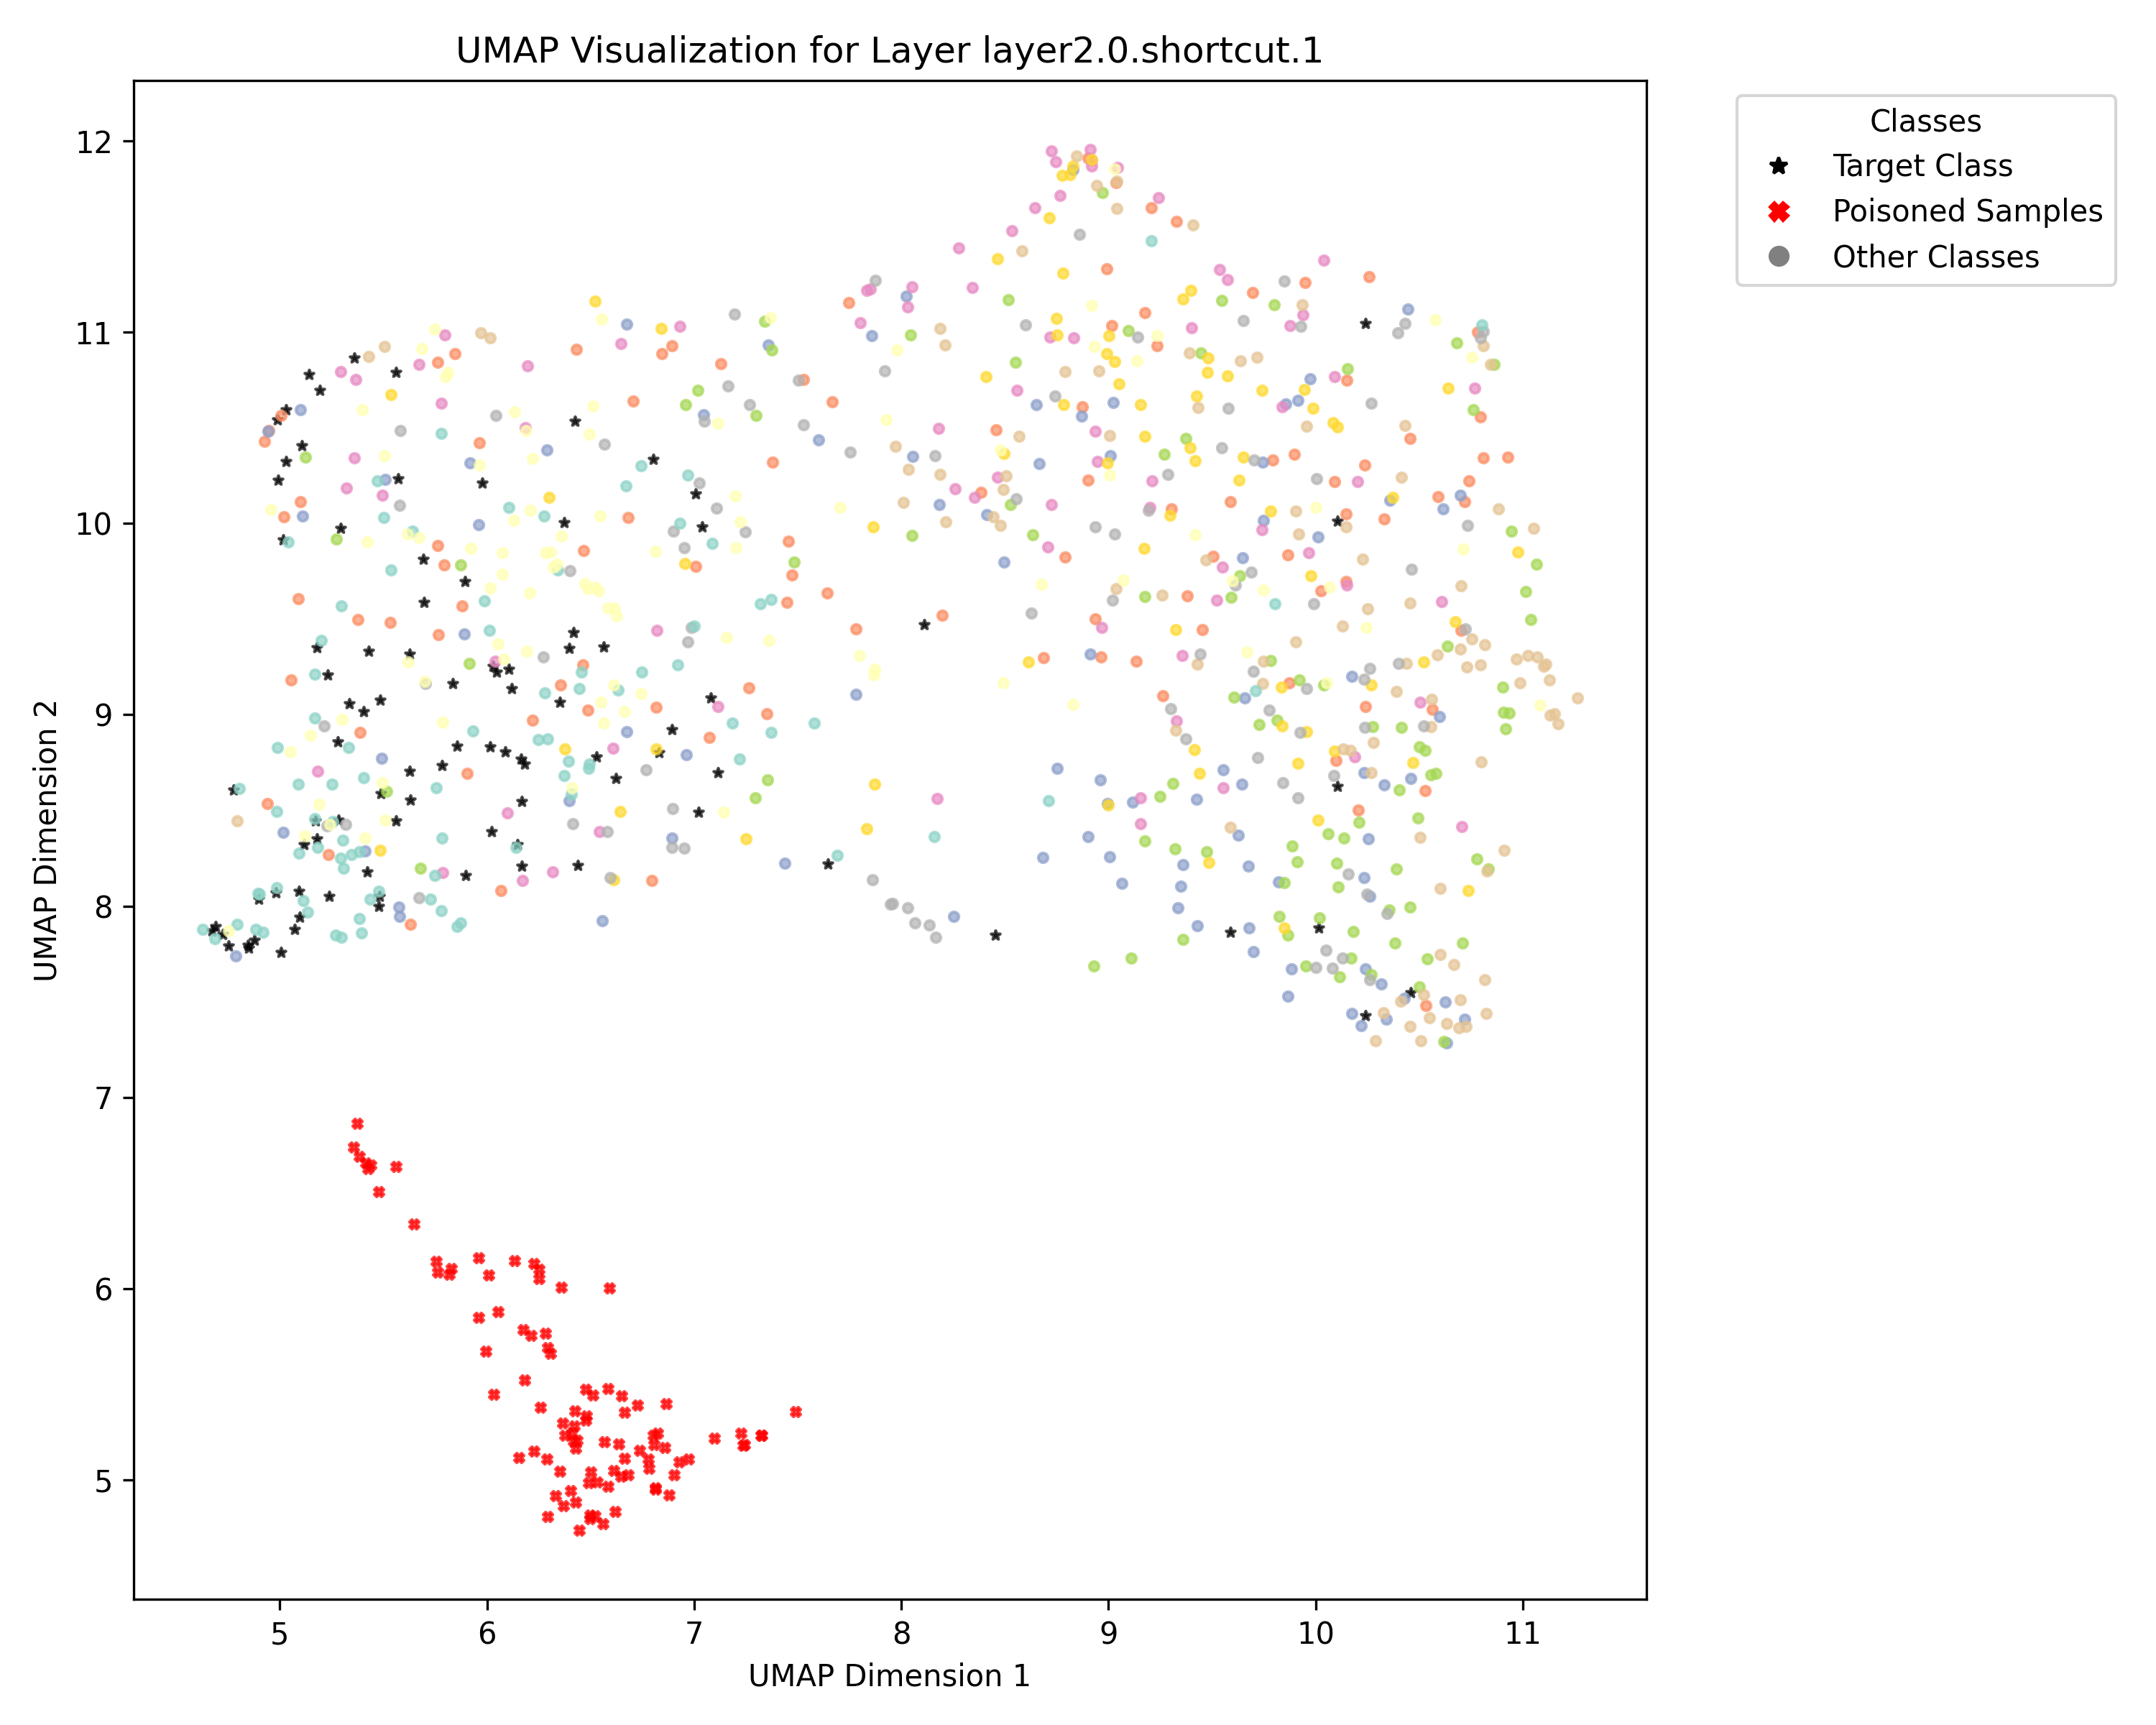 UMAP Visualization for Layer layer2.0.shortcut.1
Classes
Target Class
Poisoned Samples
Other Classes
UMAP Dimension 2
12
11
10
9
8
7
6
5
5 6 7 8 9 10 11
UMAP Dimension 1